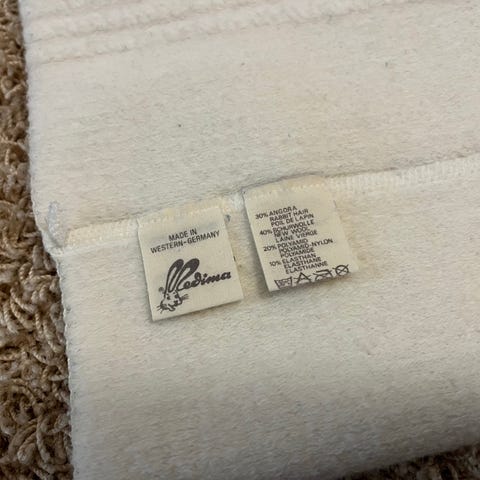 MADE IN
WESTERN-GERMANY
Medima
30% ANGORA
RABBIT HAIR
POIL DE LAPIN
40% SCHURWOLLE
NEW WOOL
LAINE VIERGE
20% POLYAMID
POLYAMID-NYLON
POLYAMIDE
10% ELASTHAN
ELASTHANE
ELASTHANNE